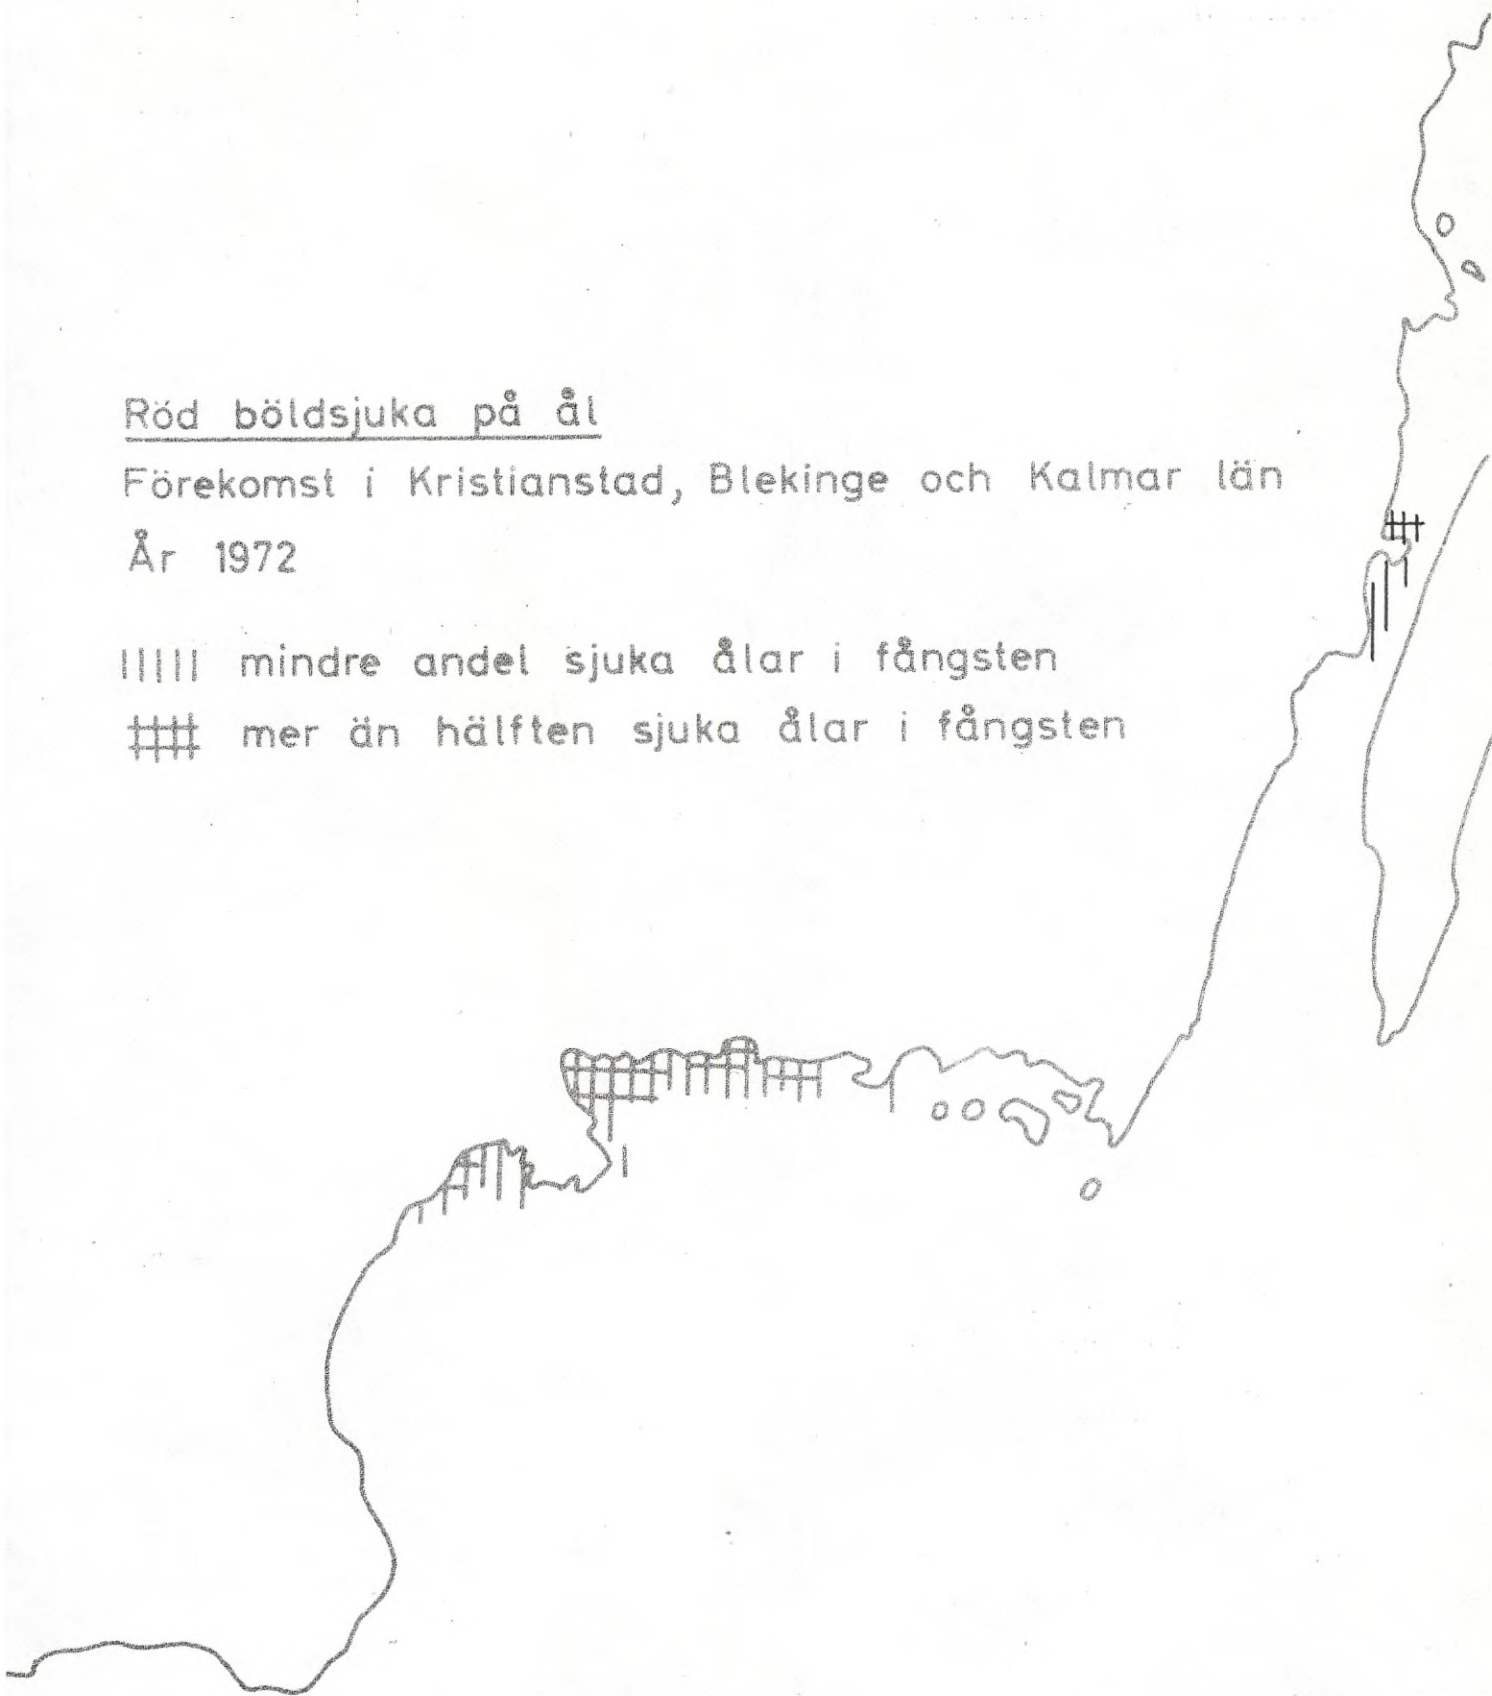 Röd böldsjuka på ål
Förekomst i Kristianstad, Blekinge och Kalmar län
År 1972
mindre andel sjuka ålar i fångsten
mer än hälften sjuka ålar i fångsten